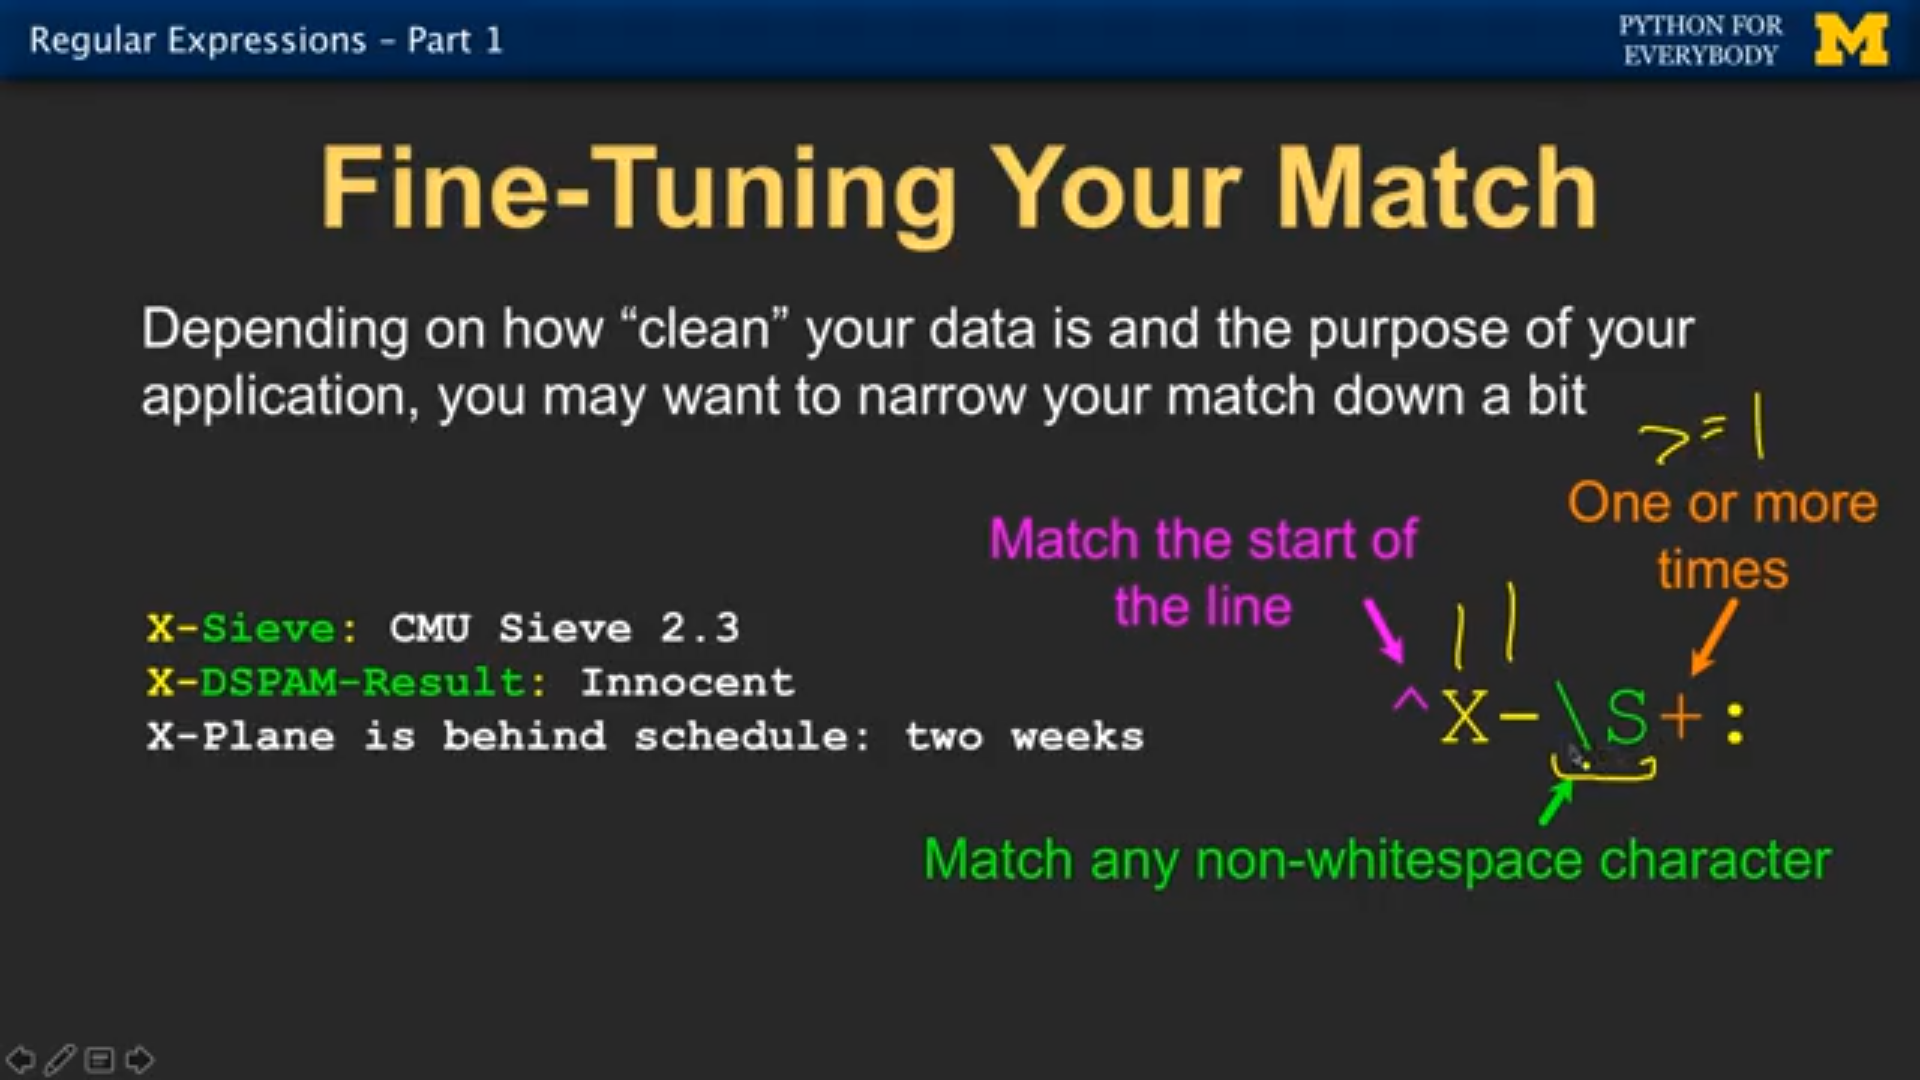 Regular Expressions – Part 1
PYTHON FOR
EVERYBODY
M
Fine-Tuning Your Match
Depending on how “clean” your data is and the purpose of your
application, you may want to narrow your match down a bit
>=1
One or more
times
Match the start of
the line
X-Sieve: CMU Sieve 2.3
X-DSPAM-Result: Innocent
X-Plane is behind schedule: two weeks
^X-\S+:
Match any non-whitespace character